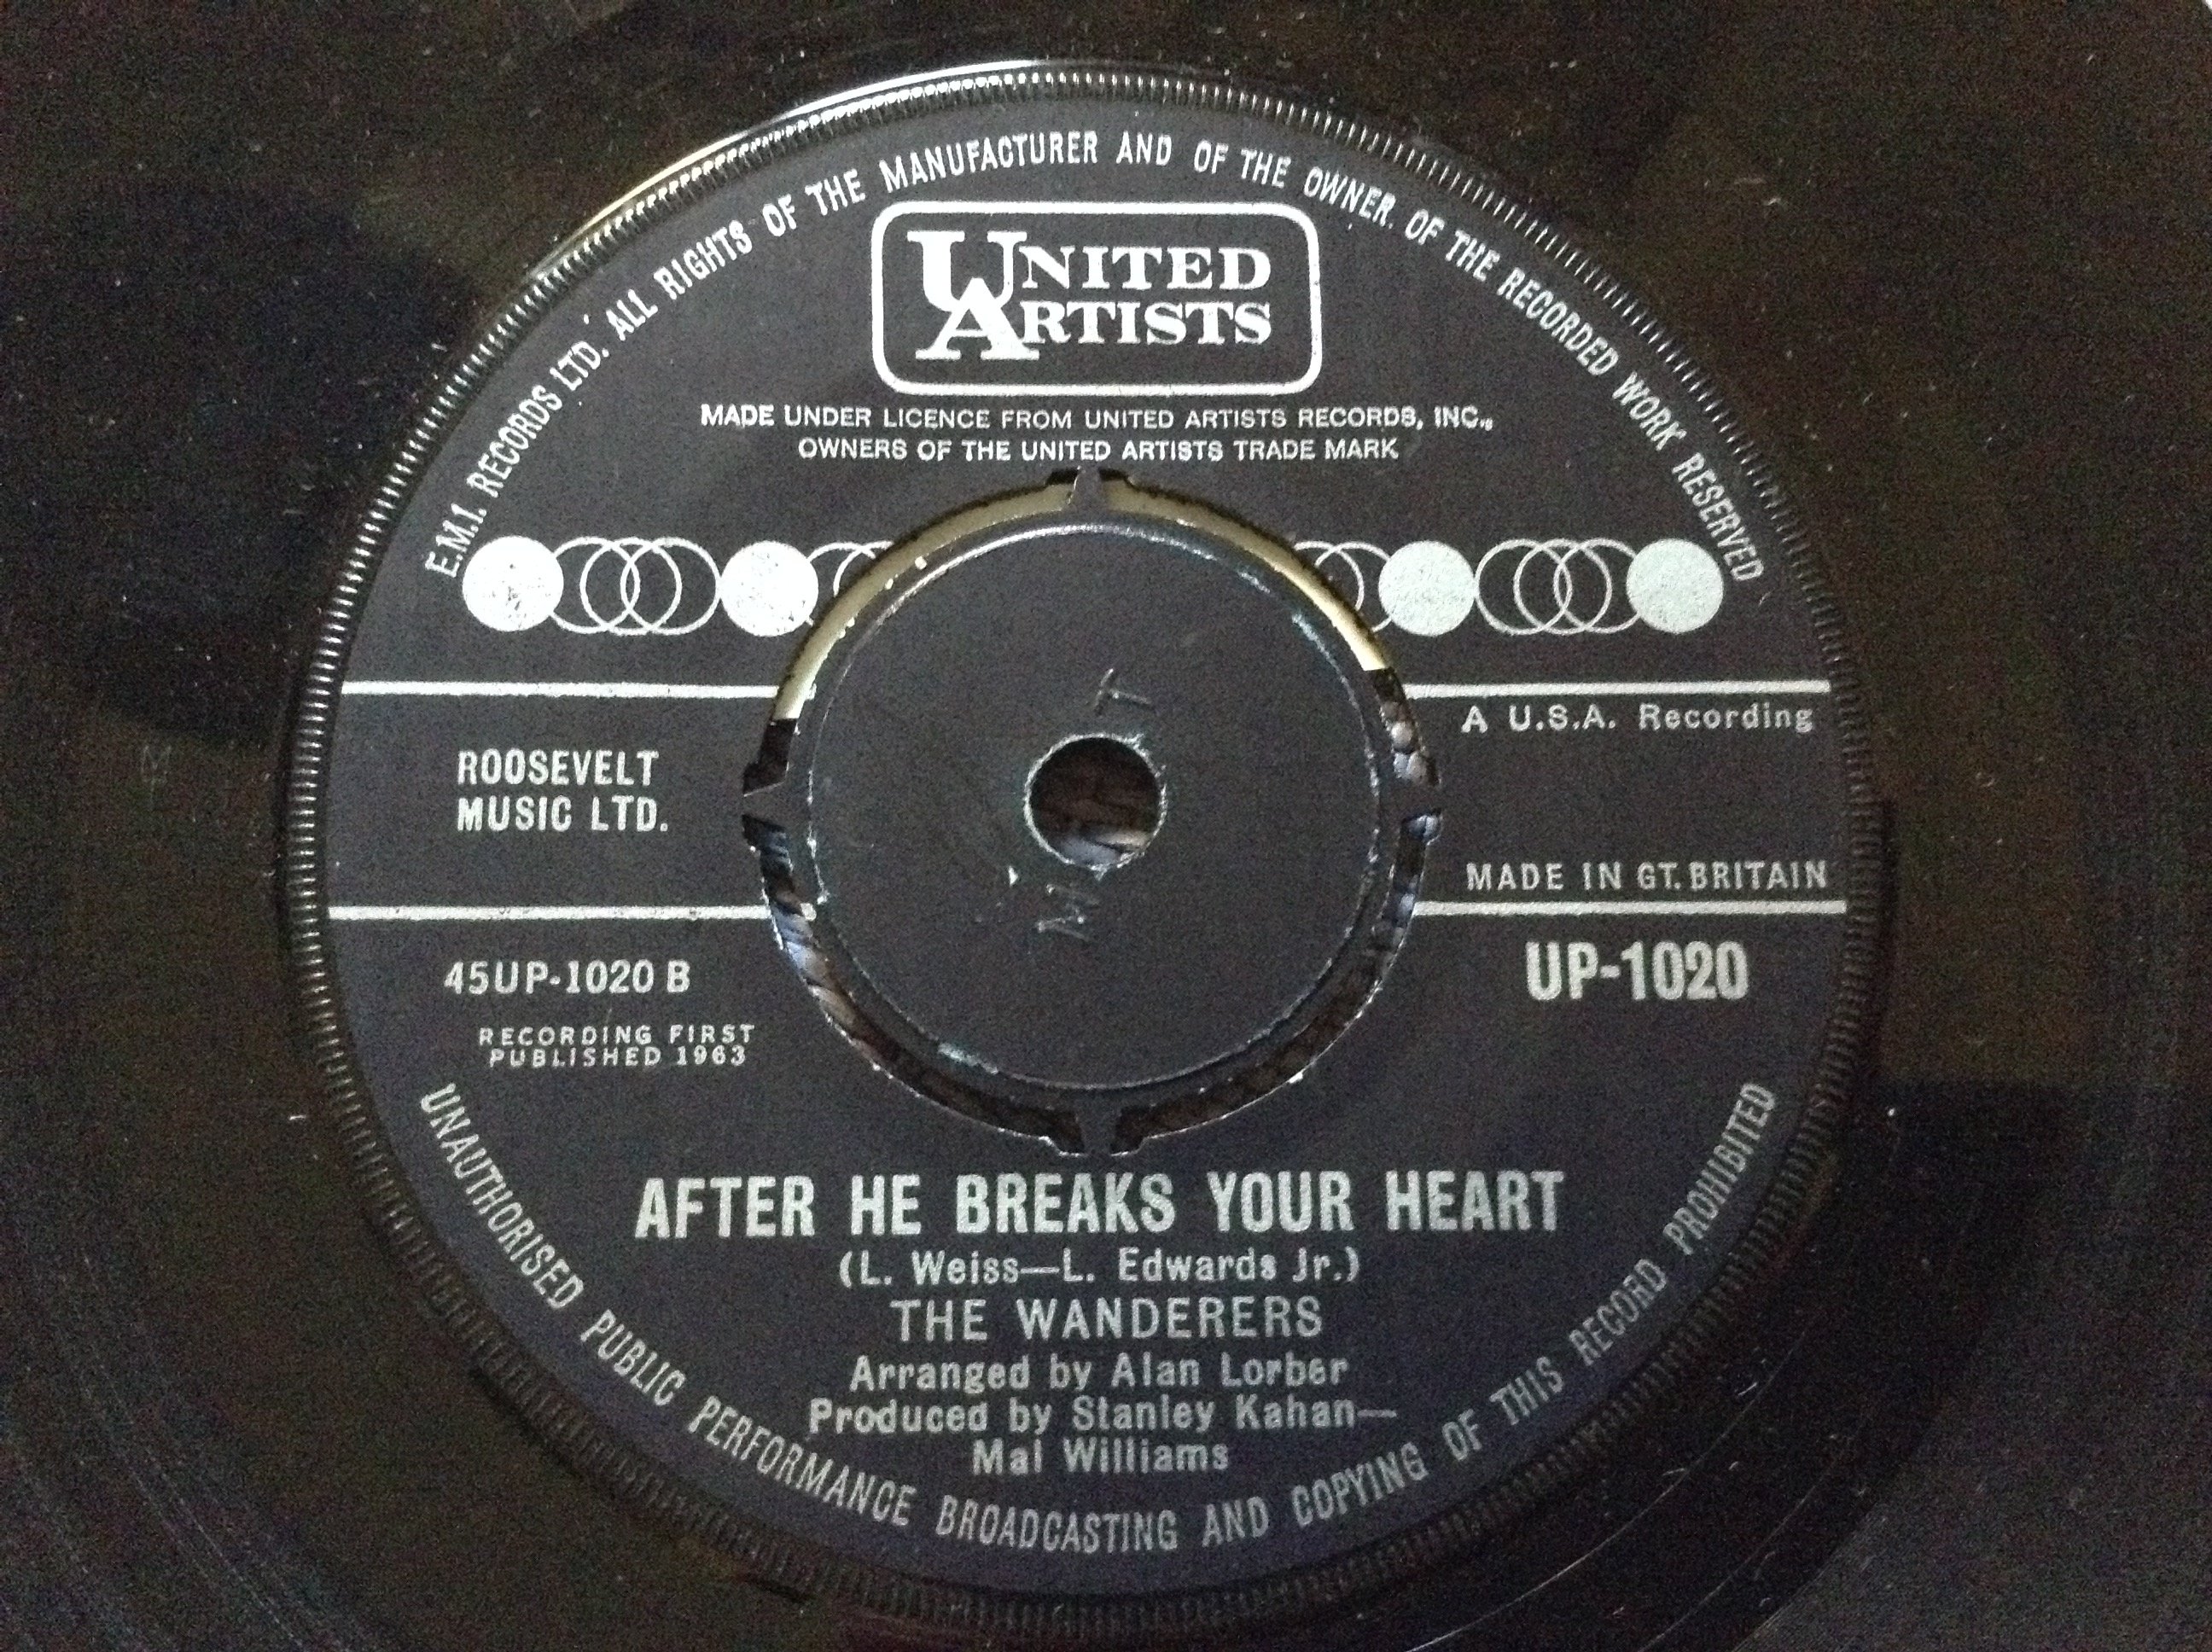 E.M.I. RECORDS LTD. ALL RIGHTS OF THE MANUFACTURER AND OF THE OWNER OF THE RECORDED WORK RESERVED
UNITED
ARTISTS
MADE UNDER LICENCE FROM UNITED ARTISTS RECORDS, INC.,
OWNERS OF THE UNITED ARTISTS TRADE MARK
A U.S.A. Recording
ROOSEVELT
MUSIC LTD.
MADE IN GT. BRITAIN
45UP-1020 B
UP-1020
RECORDING FIRST
PUBLISHED 1963
T
M
AFTER HE BREAKS YOUR HEART
(L. Weiss—L. Edwards Jr.)
THE WANDERERS
Arranged by Alan Lorber
Produced by Stanley Kahan—
Mal Williams
UNAUTHORISED PUBLIC PERFORMANCE BROADCASTING AND COPYING OF THIS RECORD PROHIBITED